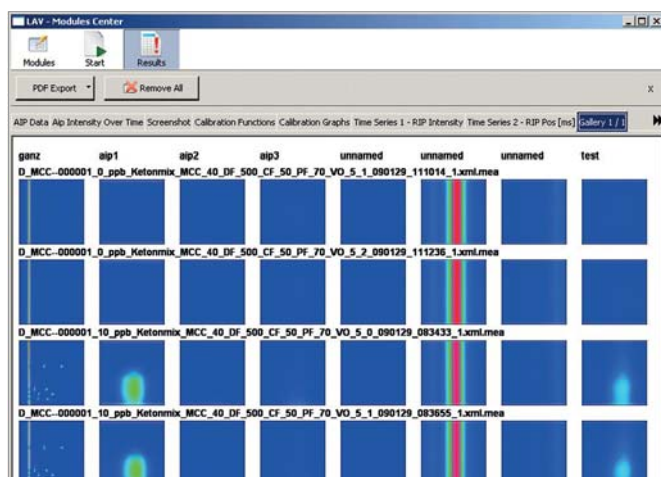 LAV - Modules Center
Modules Start Results
PDF Export Remove All x
AIP Data Aip Intensity Over Time Screenshot Calibration Functions Calibration Graphs Time Series 1 - RIP Intensity Time Series 2 - RIP Pos [ms] Gallery 1 / 1
ganz aip1 aip2 aip3 unnamed unnamed unnamed test
D_MCC--000001_0_ppb_Ketonmix_MCC_40_DF_500_CF_50_PF_70_VO_5_1_090129_111014_1.xml.mea
D_MCC--000001_0_ppb_Ketonmix_MCC_40_DF_500_CF_50_PF_70_VO_5_2_090129_111236_1.xml.mea
D_MCC--000001_10_ppb_Ketonmix_MCC_40_DF_500_CF_50_PF_70_VO_5_0_090129_083433_1.xml.mea
D_MCC--000001_10_ppb_Ketonmix_MCC_40_DF_500_CF_50_PF_70_VO_5_1_090129_083655_1.xml.mea